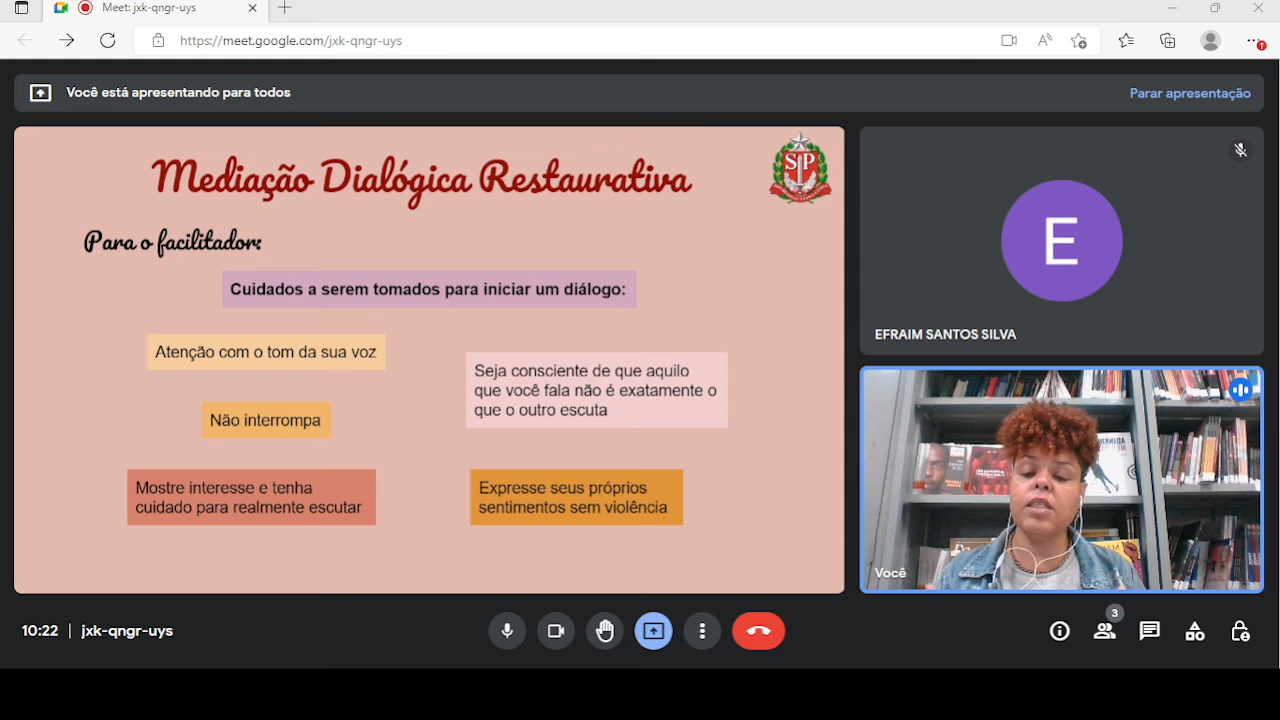 Meet: jxk-qngr-uys
https://meet.google.com/jxk-qngr-uys
Você está apresentando para todos
Parar apresentação
Mediação Dialógica Restaurativa
SP
Para o facilitador:
Cuidados a serem tomados para iniciar um diálogo:
Atenção com o tom da sua voz
Seja consciente de que aquilo
que você fala não é exatamente o
que o outro escuta
Não interrompa
Mostre interesse e tenha
cuidado para realmente escutar
Expresse seus próprios
sentimentos sem violência
E
EFRAIM SANTOS SILVA
Você
10:22 | jxk-qngr-uys
3